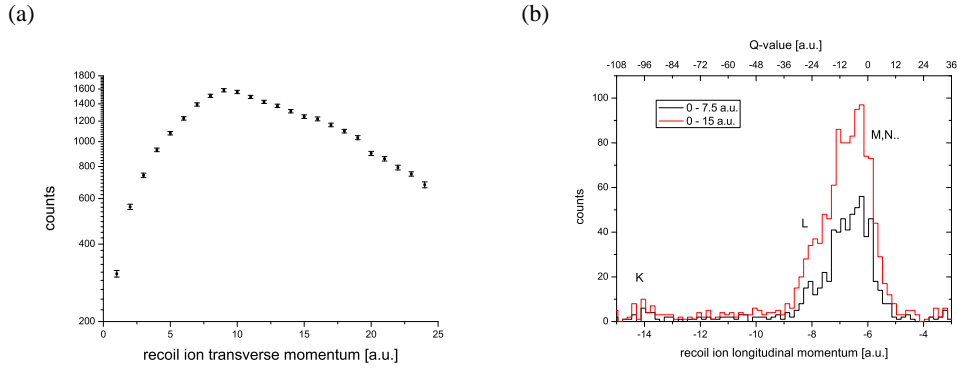 (a)
1800
1600
1400
1200
1000
800
600
400
200
counts
0 5 10 15 20 25
recoil ion transverse momentum [a.u.]
(b)
Q-value [a.u.]
-108 -96 -84 -72 -60 -48 -36 -24 -12 0 12 24 36
100
80
60
40
20
0
counts
0 - 7.5 a.u.
0 - 15 a.u.
M,N..
L
K
-14 -12 -10 -8 -6 -4
recoil ion longitudinal momentum [a.u.]